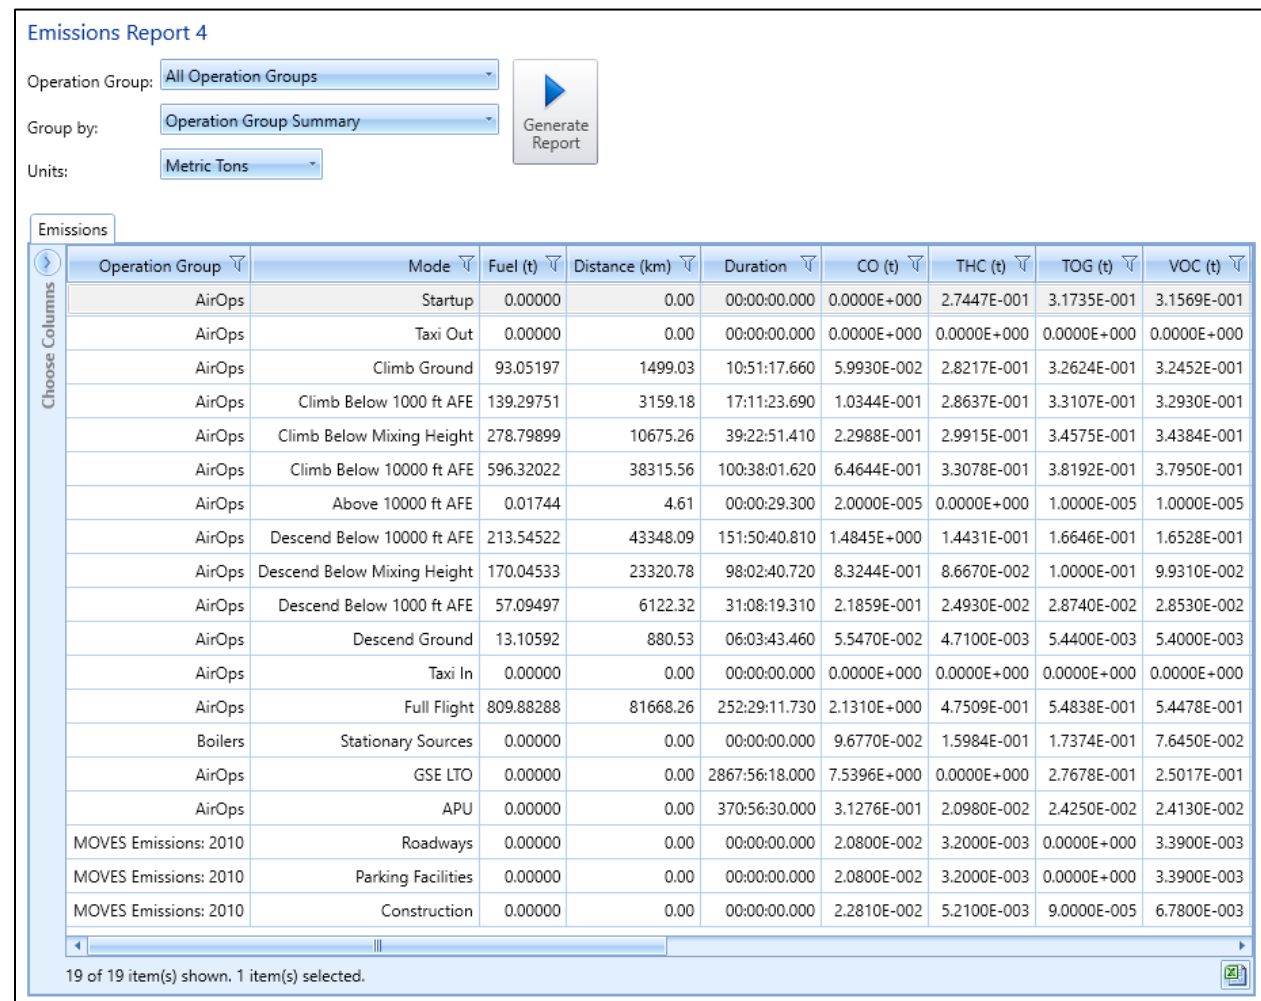 Emissions Report 4
Operation Group: All Operation Groups
Group by: Operation Group Summary
Units: Metric Tons
Generate Report
Emissions
Choose Columns
Operation Group Mode Fuel (t) Distance (km) Duration CO (t) THC (t) TOG (t) VOC (t)
AirOps Startup 0.00000 0.00 00:00:00.000 0.0000E+000 2.7447E-001 3.1735E-001 3.1569E-001
AirOps Taxi Out 0.00000 0.00 00:00:00.000 0.0000E+000 0.0000E+000 0.0000E+000 0.0000E+000
AirOps Climb Ground 93.05197 1499.03 10:51:17.660 5.9930E-002 2.8217E-001 3.2624E-001 3.2452E-001
AirOps Climb Below 1000 ft AFE 139.29751 3159.18 17:11:23.690 1.0344E-001 2.8637E-001 3.3107E-001 3.2930E-001
AirOps Climb Below Mixing Height 278.79899 10675.26 39:22:51.410 2.2988E-001 2.9915E-001 3.4575E-001 3.4384E-001
AirOps Climb Below 10000 ft AFE 596.32022 38315.56 100:38:01.620 6.4644E-001 3.3078E-001 3.8192E-001 3.7950E-001
AirOps Above 10000 ft AFE 0.01744 4.61 00:00:29.300 2.0000E-005 0.0000E+000 1.0000E-005 1.0000E-005
AirOps Descend Below 10000 ft AFE 213.54522 43348.09 151:50:40.810 1.4845E+000 1.4431E-001 1.6646E-001 1.6528E-001
AirOps Descend Below Mixing Height 170.04533 23320.78 98:02:40.720 8.3244E-001 8.6670E-002 1.0000E-001 9.9310E-002
AirOps Descend Below 1000 ft AFE 57.09497 6122.32 31:08:19.310 2.1859E-001 2.4930E-002 2.8740E-002 2.8530E-002
AirOps Descend Ground 13.10592 880.53 06:03:43.460 5.5470E-002 4.7100E-003 5.4400E-003 5.4000E-003
AirOps Taxi In 0.00000 0.00 00:00:00.000 0.0000E+000 0.0000E+000 0.0000E+000 0.0000E+000
AirOps Full Flight 809.88288 81668.26 252:29:11.730 2.1310E+000 4.7509E-001 5.4838E-001 5.4478E-001
Boilers Stationary Sources 0.00000 0.00 00:00:00.000 9.6770E-002 1.5984E-001 1.7374E-001 7.6450E-002
AirOps GSE LTO 0.00000 0.00 2867:56:18.000 7.5396E+000 0.0000E+000 2.7678E-001 2.5017E-001
AirOps APU 0.00000 0.00 370:56:30.000 3.1276E-001 2.0980E-002 2.4250E-002 2.4130E-002
MOVES Emissions: 2010 Roadways 0.00000 0.00 00:00:00.000 2.0800E-002 3.2000E-003 0.0000E+000 3.3900E-003
MOVES Emissions: 2010 Parking Facilities 0.00000 0.00 00:00:00.000 2.0800E-002 3.2000E-003 0.0000E+000 3.3900E-003
MOVES Emissions: 2010 Construction 0.00000 0.00 00:00:00.000 2.2810E-002 5.2100E-003 9.0000E-005 6.7800E-003
19 of 19 item(s) shown. 1 item(s) selected.